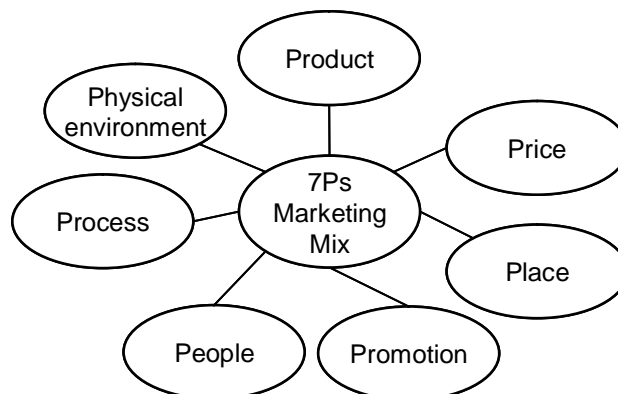 Product
Physical
environment
Price
7Ps
Marketing
Mix
Process
Place
People
Promotion